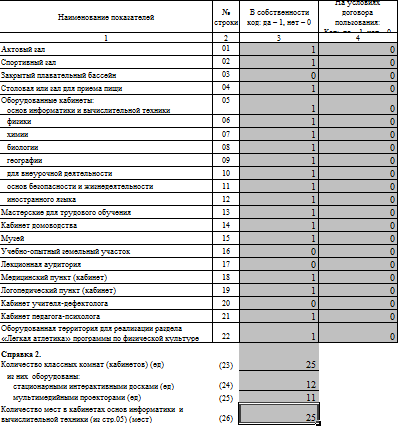 Наименование показателей № строки В собственности код: да – 1, нет – 0 На условиях договора пользования:
1 2 3 4
Актовый зал 01 1 0
Спортивный зал 02 1 0
Закрытый плавательный бассейн 03 0 0
Столовая или зал для приема пищи 04 1 0
Оборудованные кабинеты: 05
основ информатики и вычислительной техники 1 0
физики 06 1 0
химии 07 1 0
биологии 08 1 0
географии 09 1 0
для внеурочной деятельности 10 1 0
основ безопасности и жизнедеятельности 11 1 0
иностранного языка 12 1 0
Мастерские для трудового обучения 13 1 0
Кабинет домоводства 14 1 0
Музей 15 1 0
Учебно-опытный земельный участок 16 0 0
Лекционная аудитория 17 0 0
Медицинский пункт (кабинет) 18 1 0
Логопедический пункт (кабинет) 19 1 0
Кабинет учителя-дефектолога 20 0 0
Кабинет педагога-психолога 21 1 0
Оборудованная территория для реализации раздела
«Легкая атлетика» программы по физической культуре 22 1 0
Справка 2.
Количество классных комнат (кабинетов) (ед) (23) 25
из них оборудованы:
стационарными интерактивными досками (ед) (24) 12
мультимедийными проекторами (ед) (25) 11
Количество мест в кабинетах основ информатики и
вычислительной техники (из стр.05) (мест) (26) 25